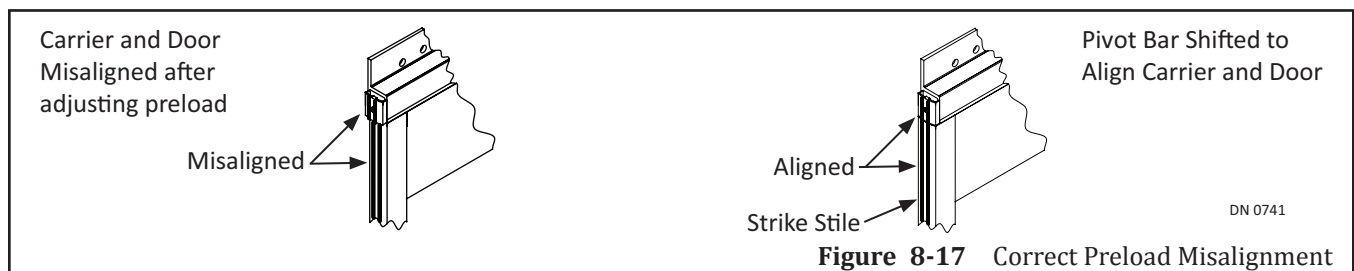 Carrier and Door
Misaligned after
adjusting preload
Misaligned
Pivot Bar Shifted to
Align Carrier and Door
Aligned
Strike Stile
DN 0741
Figure 8-17 Correct Preload Misalignment